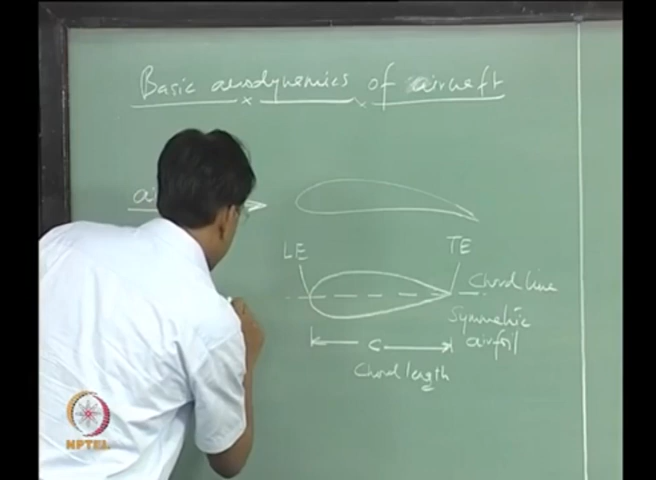 Basic aerodynamics of aircraft
LE
TE
Chord line
Symmetric
airfoil
C
Chord length
NPTEL